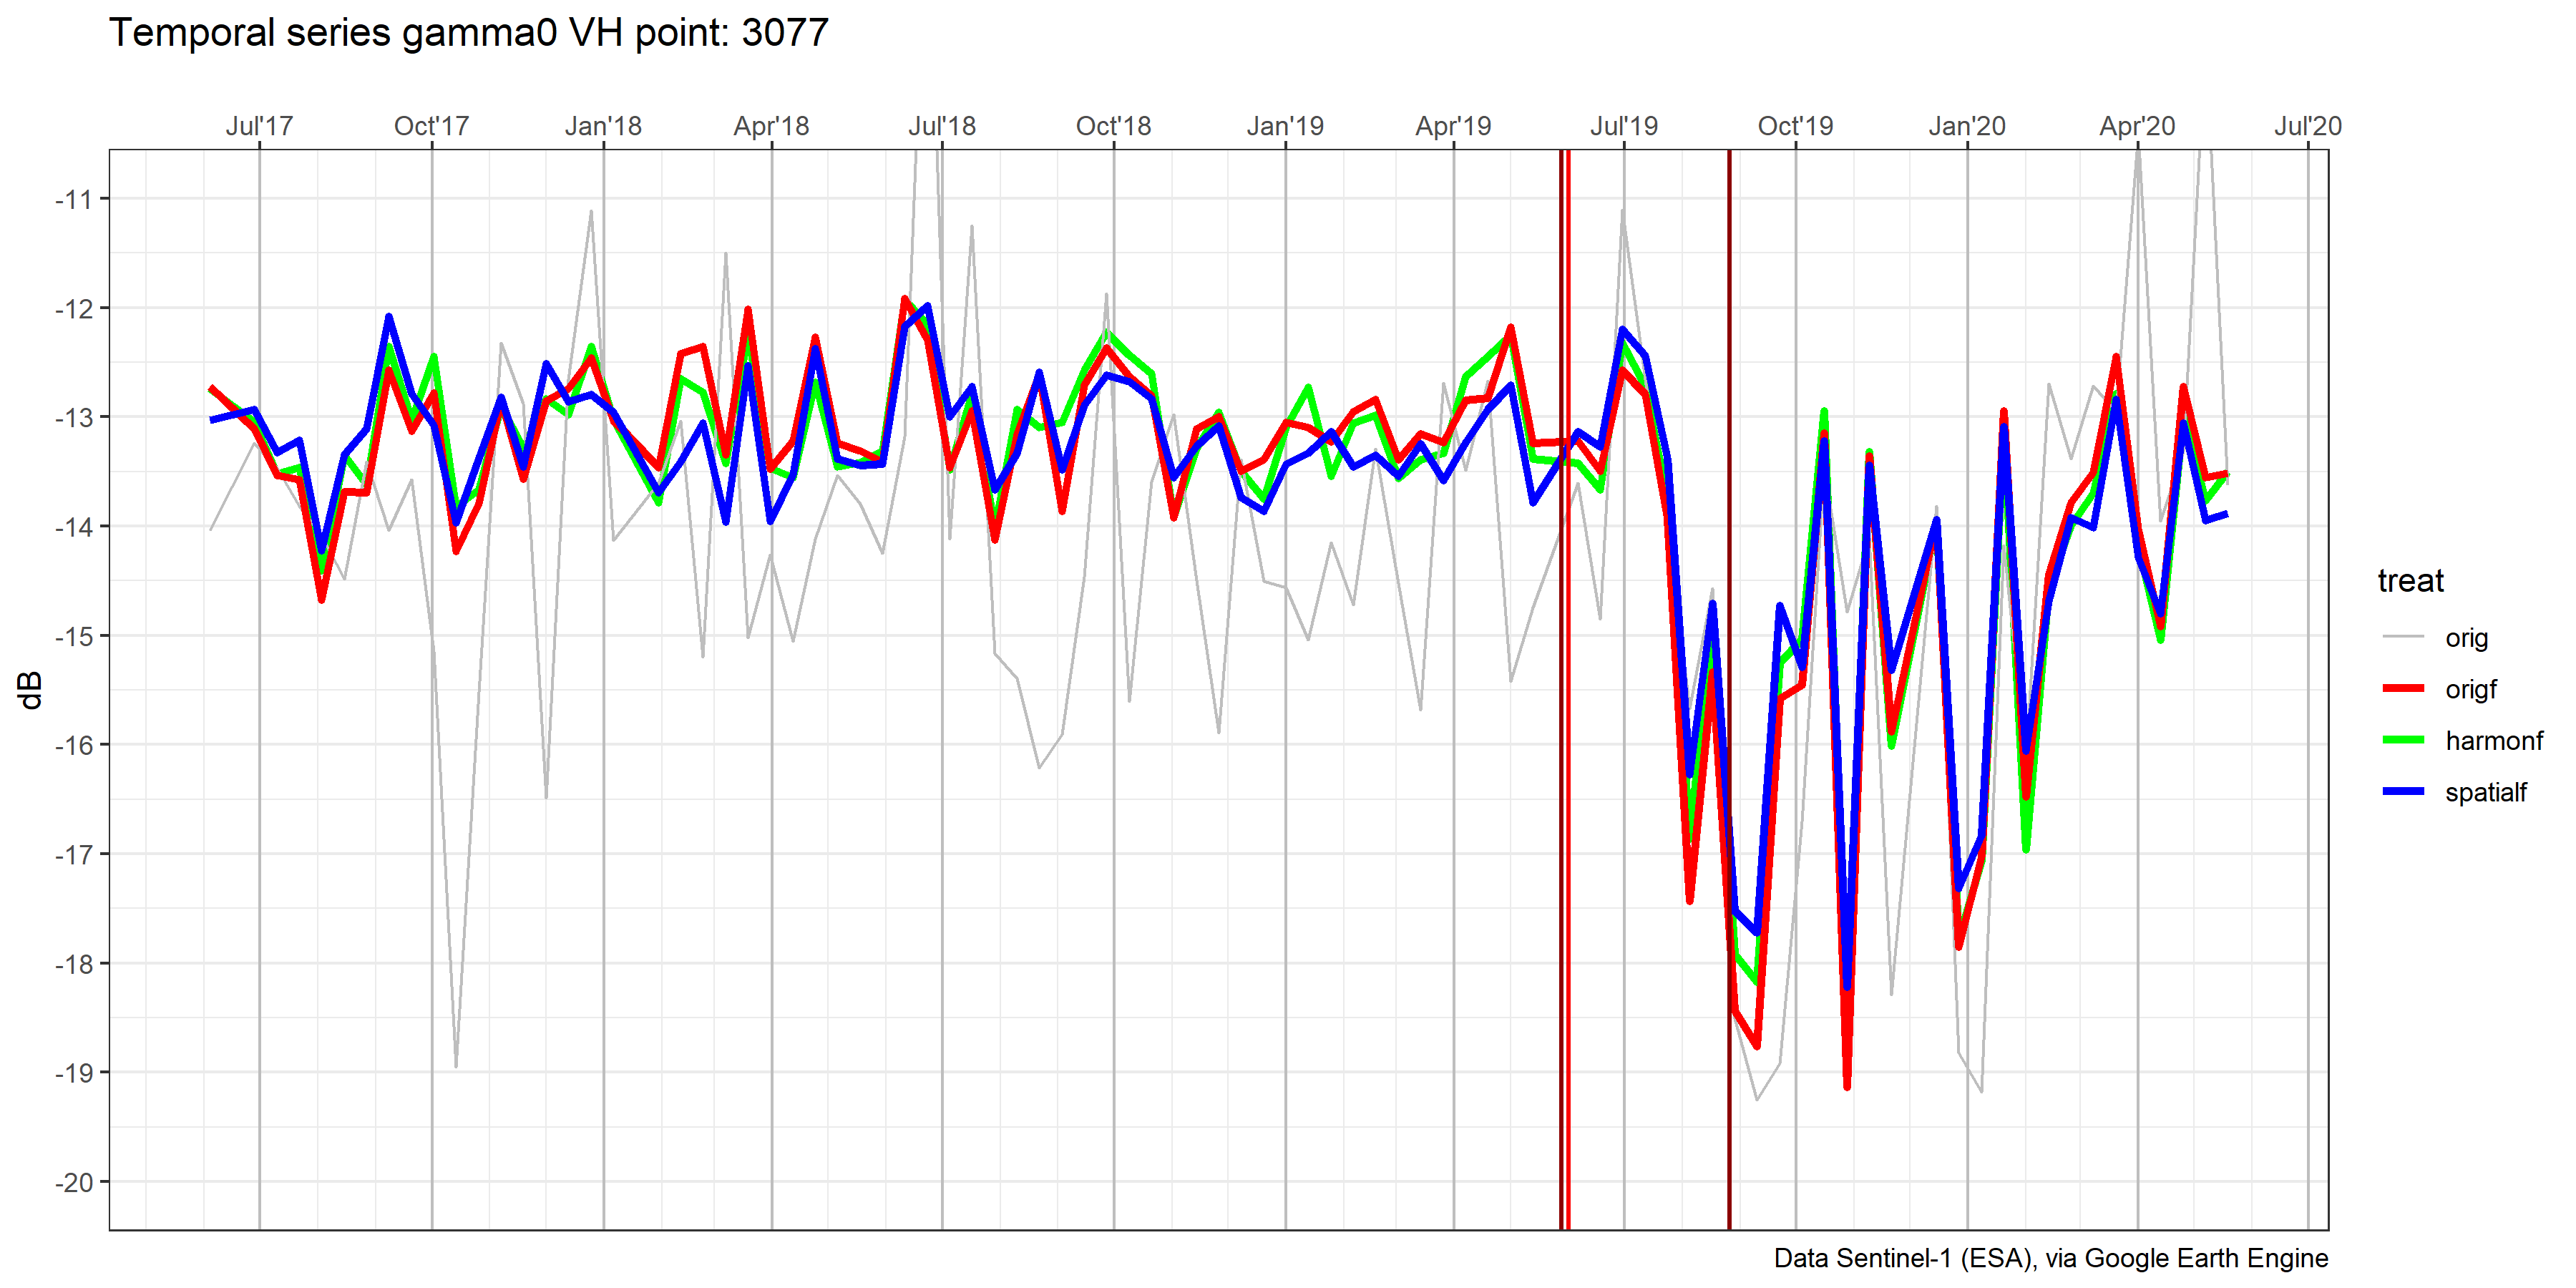 Temporal series gamma0 VH point: 3077
Jul'17 Oct'17 Jan'18 Apr'18 Jul'18 Oct'18 Jan'19 Apr'19 Jul'19 Oct'19 Jan'20 Apr'20 Jul'20
-11
-12
-13
-14
-15
-16
-17
-18
-19
-20
dB
treat
orig
origf
harmonf
spatialf
Data Sentinel-1 (ESA), via Google Earth Engine